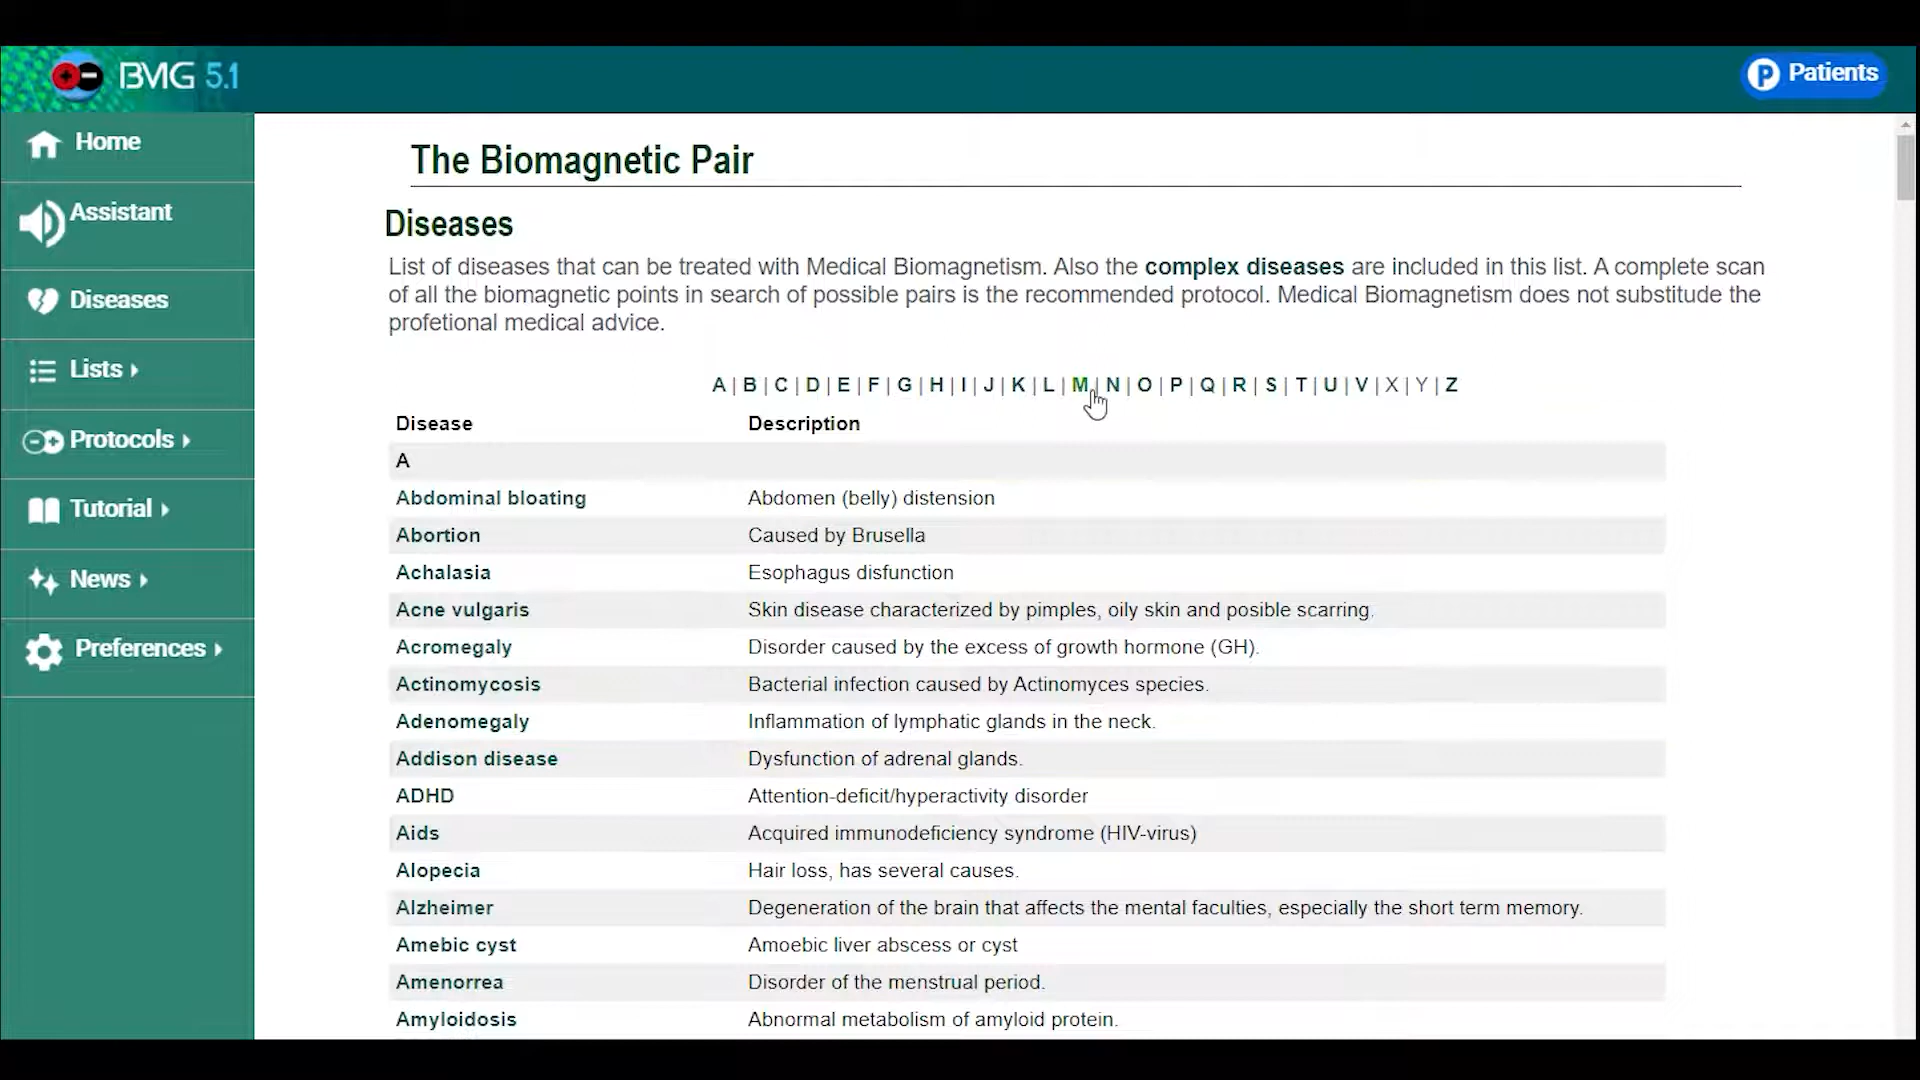 BMG 5.1
Patients
Home
Assistant
Diseases
Lists
Protocols
Tutorial
News
Preferences
The Biomagnetic Pair
Diseases
List of diseases that can be treated with Medical Biomagnetism. Also the complex diseases are included in this list. A complete scan
of all the biomagnetic points in search of possible pairs is the recommended protocol. Medical Biomagnetism does not substitude the
profetional medical advice.
A | B | C | D | E | F | G | H | I | J | K | L | M | N | O | P | Q | R | S | T | U | V | X | Y | Z
Disease Description
A
Abdominal bloating Abdomen (belly) distension
Abortion Caused by Brusella
Achalasia Esophagus disfunction
Acne vulgaris Skin disease characterized by pimples, oily skin and posible scarring.
Acromegaly Disorder caused by the excess of growth hormone (GH).
Actinomycosis Bacterial infection caused by Actinomyces species.
Adenomegaly Inflammation of lymphatic glands in the neck.
Addison disease Dysfunction of adrenal glands.
ADHD Attention-deficit/hyperactivity disorder
Aids Acquired immunodeficiency syndrome (HIV-virus)
Alopecia Hair loss, has several causes.
Alzheimer Degeneration of the brain that affects the mental faculties, especially the short term memory.
Amebic cyst Amoebic liver abscess or cyst
Amenorrea Disorder of the menstrual period.
Amyloidosis Abnormal metabolism of amyloid protein.